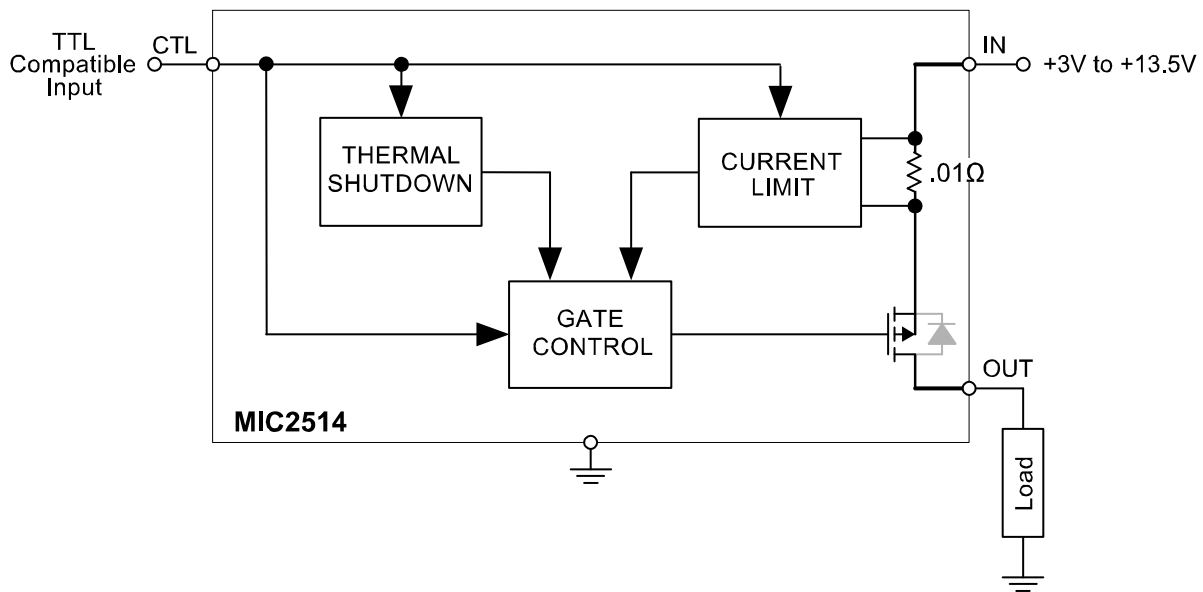 TTL
Compatible
Input
CTL
IN
+3V to +13.5V
THERMAL
SHUTDOWN
CURRENT
LIMIT
.01Ω
GATE
CONTROL
OUT
MIC2514
Load